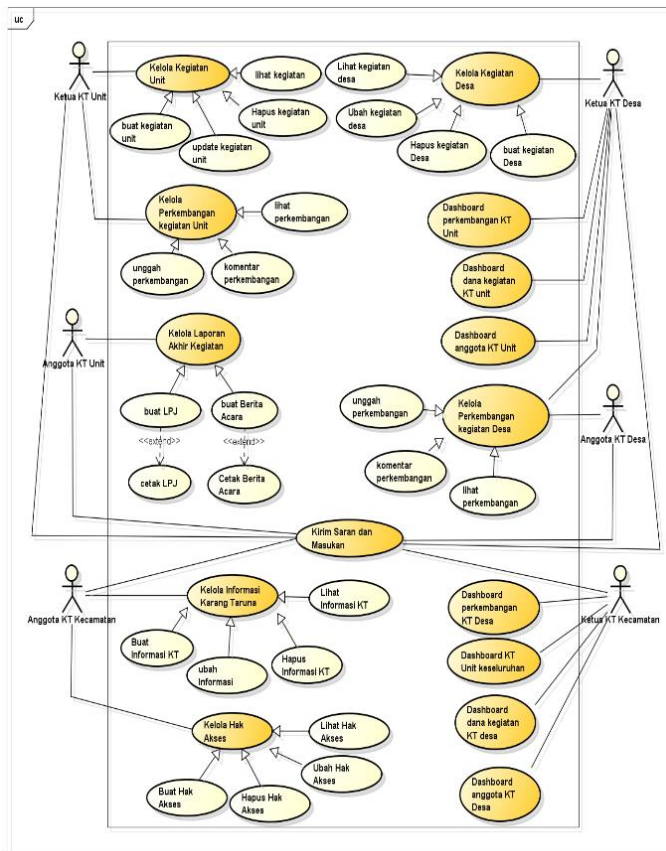 uc
Kelola Kegiatan
Unit
lihat kegiatan
Lihat kegiatan
desa
Kelola Kegiatan
Desa
Ketua KT Unit
Ketua KT Desa
buat kegiatan
unit
update kegiatan
unit
Hapus kegiatan
unit
Ubah kegiatan
desa
Hapus kegiatan
Desa
buat kegiatan
Desa
Kelola
Perkembangan
kegiatan Unit
lihat
perkembangan
Dashboard
perkembangan KT
Unit
unggah
perkembangan
komentar
perkembangan
Dashboard
dana kegiatan
KT unit
Anggota KT Unit
Kelola Laporan
Akhir Kegiatan
Dashboard
anggota KT Unit
buat LPJ
buat Berita
Acara
unggah
perkembangan
Kelola
Perkembangan
kegiatan Desa
Anggota KT Desa
<<extend>>
<<extend>>
cetak LPJ
Cetak Berita
Acara
komentar
perkembangan
lihat
perkembangan
Kirim Saran dan
Masukan
Anggota KT Kecamatan
Kelola Informasi
Karang Taruna
Lihat
Informasi KT
Dashboard
perkembangan
KT Desa
Ketua KT Kecamatan
Buat
Informasi KT
ubah
Informasi
Hapus
Informasi KT
Dashboard KT
Unit keseluruhan
Kelola Hak
Akses
Lihat Hak
Akses
Dashboard
dana kegiatan
KT desa
Ubah Hak
Akses
Buat Hak
Akses
Hapus Hak
Akses
Dashboard
anggota KT
Desa